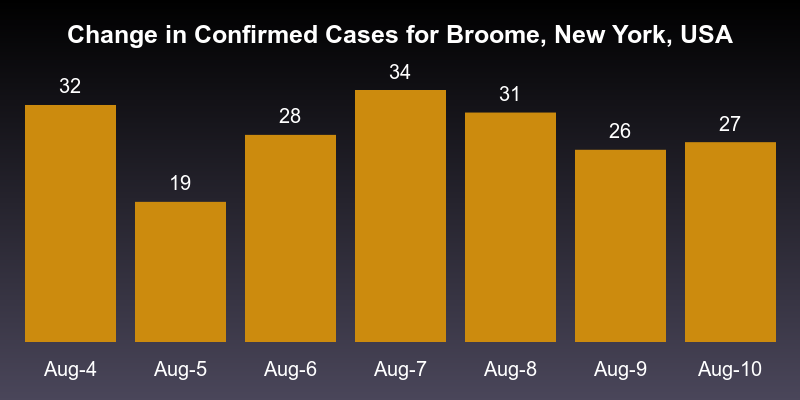 Change in Confirmed Cases for Broome, New York, USA
32
19
28
34
31
26
27
Aug-4
Aug-5
Aug-6
Aug-7
Aug-8
Aug-9
Aug-10